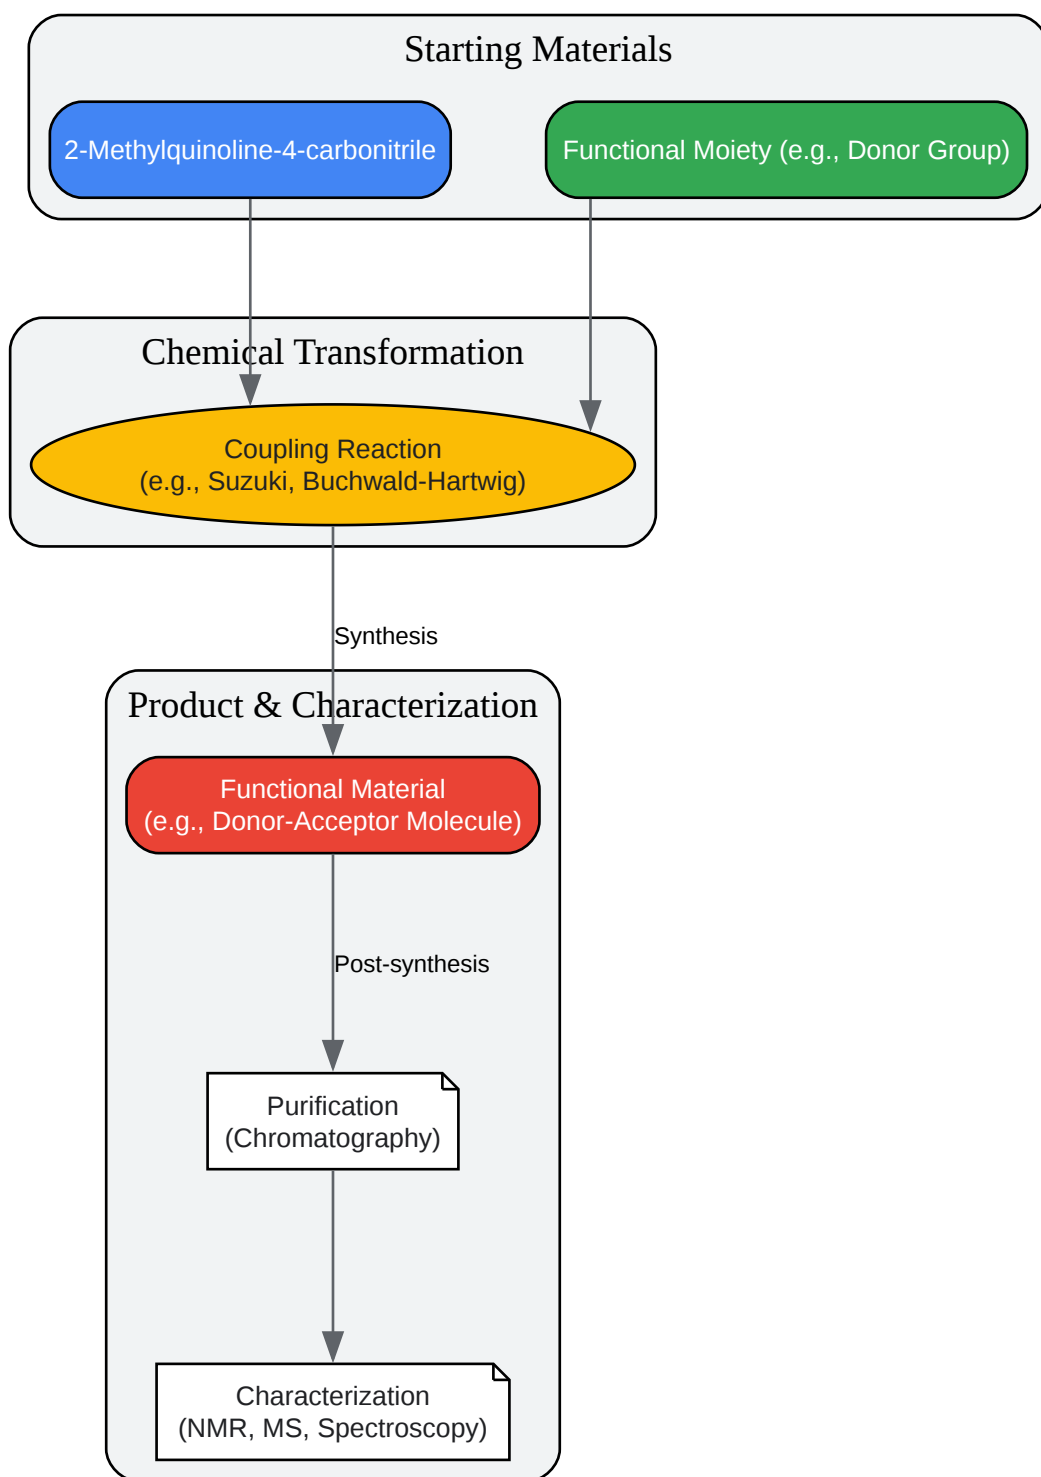 Starting Materials
2-Methylquinoline-4-carbonitrile
Functional Moiety (e.g., Donor Group)
Chemical Transformation
Coupling Reaction
(e.g., Suzuki, Buchwald-Hartwig)
Synthesis
Product & Characterization
Functional Material
(e.g., Donor-Acceptor Molecule)
Post-synthesis
Purification
(Chromatography)
Characterization
(NMR, MS, Spectroscopy)